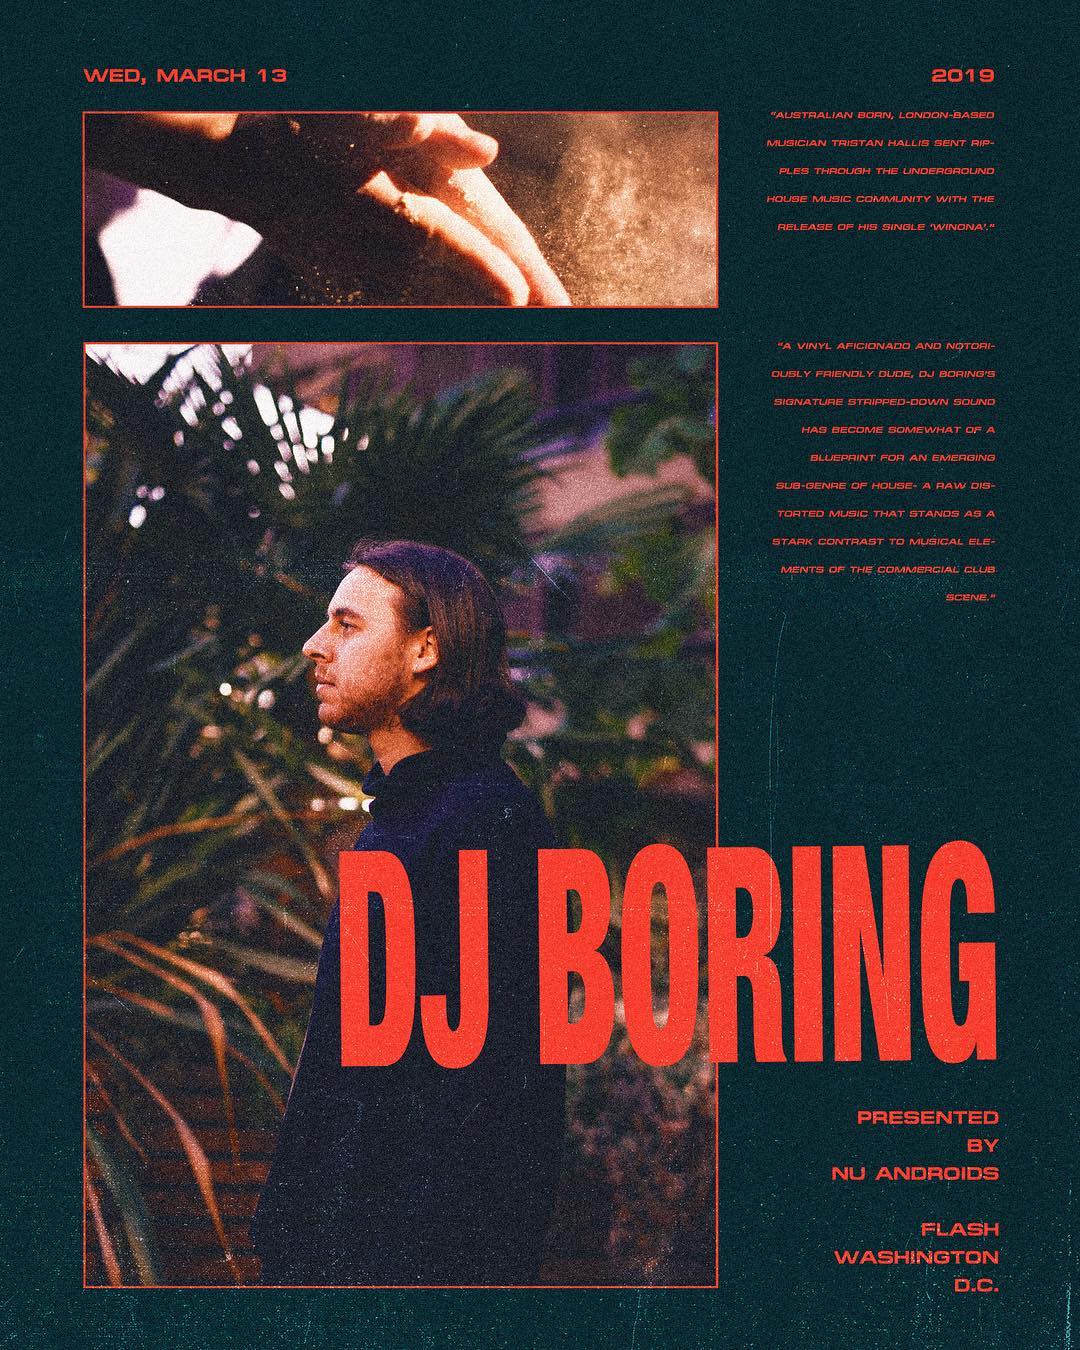 WED, MARCH 13
2019
"AUSTRALIAN BORN, LONDON-BASED
MUSICIAN TRISTAN HALLIS SENT RIP-
PLES THROUGH THE UNDERGROUND
HOUSE MUSIC COMMUNITY WITH THE
RELEASE OF HIS SINGLE 'WINONA'."
"A VINYL AFICIONADO AND NOTORI-
OUSLY FRIENDLY DUDE, DJ BORING'S
SIGNATURE STRIPPED-DOWN SOUND
HAS BECOME SOMEWHAT OF A
BLUEPRINT FOR AN EMERGING
SUB-GENRE OF HOUSE- A RAW DIS-
TORTED MUSIC THAT STANDS AS A
STARK CONTRAST TO MUSICAL ELE-
MENTS OF THE COMMERCIAL CLUB
SCENE."
DJ BORING
PRESENTED
BY
NU ANDROIDS
FLASH
WASHINGTON
D.C.